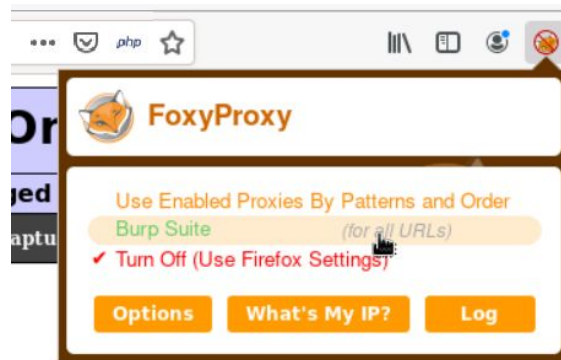 php
FoxyProxy
Or
ged
aptu
Use Enabled Proxies By Patterns and Order
Burp Suite (for all URLs)
✔ Turn Off (Use Firefox Settings)
Options What's My IP? Log